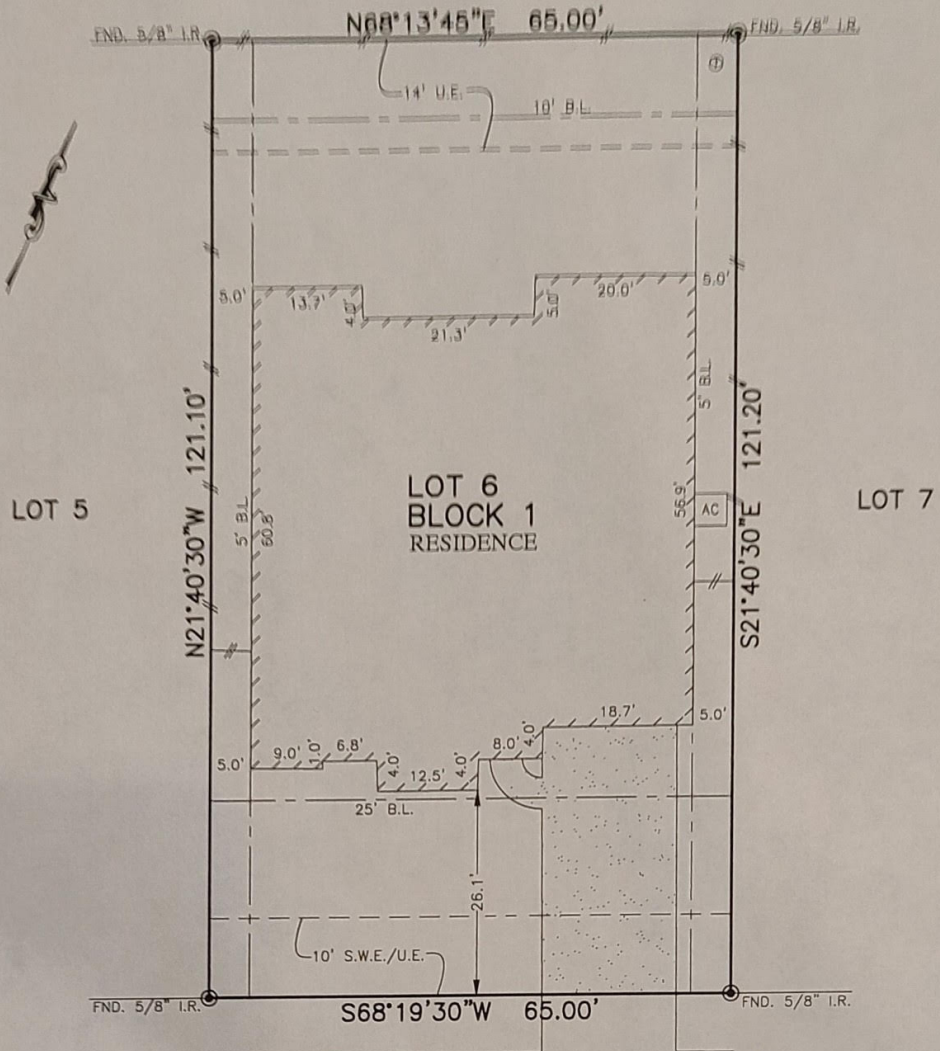 N68°13'45"E 65.00'
FND. 5/8" I.R.
FND. 5/8" I.R.
①
14' U.E.
10' B.L.
N
5.0'
13.7'
4.0'
21.3'
5.0'
20.0'
5.0'
5' B.L.
N21°40'30"W 121.10'
S21°40'30"E 121.20'
LOT 5
LOT 6
BLOCK 1
RESIDENCE
LOT 7
5' B.L.
60.8'
56.9'
AC
18.7'
5.0'
5.0'
9.0'
1.0'
6.8'
4.0'
12.5'
4.0'
8.0'
4.0'
25' B.L.
26.1'
10' S.W.E./U.E.
FND. 5/8" I.R.
S68°19'30"W 65.00'
FND. 5/8" I.R.